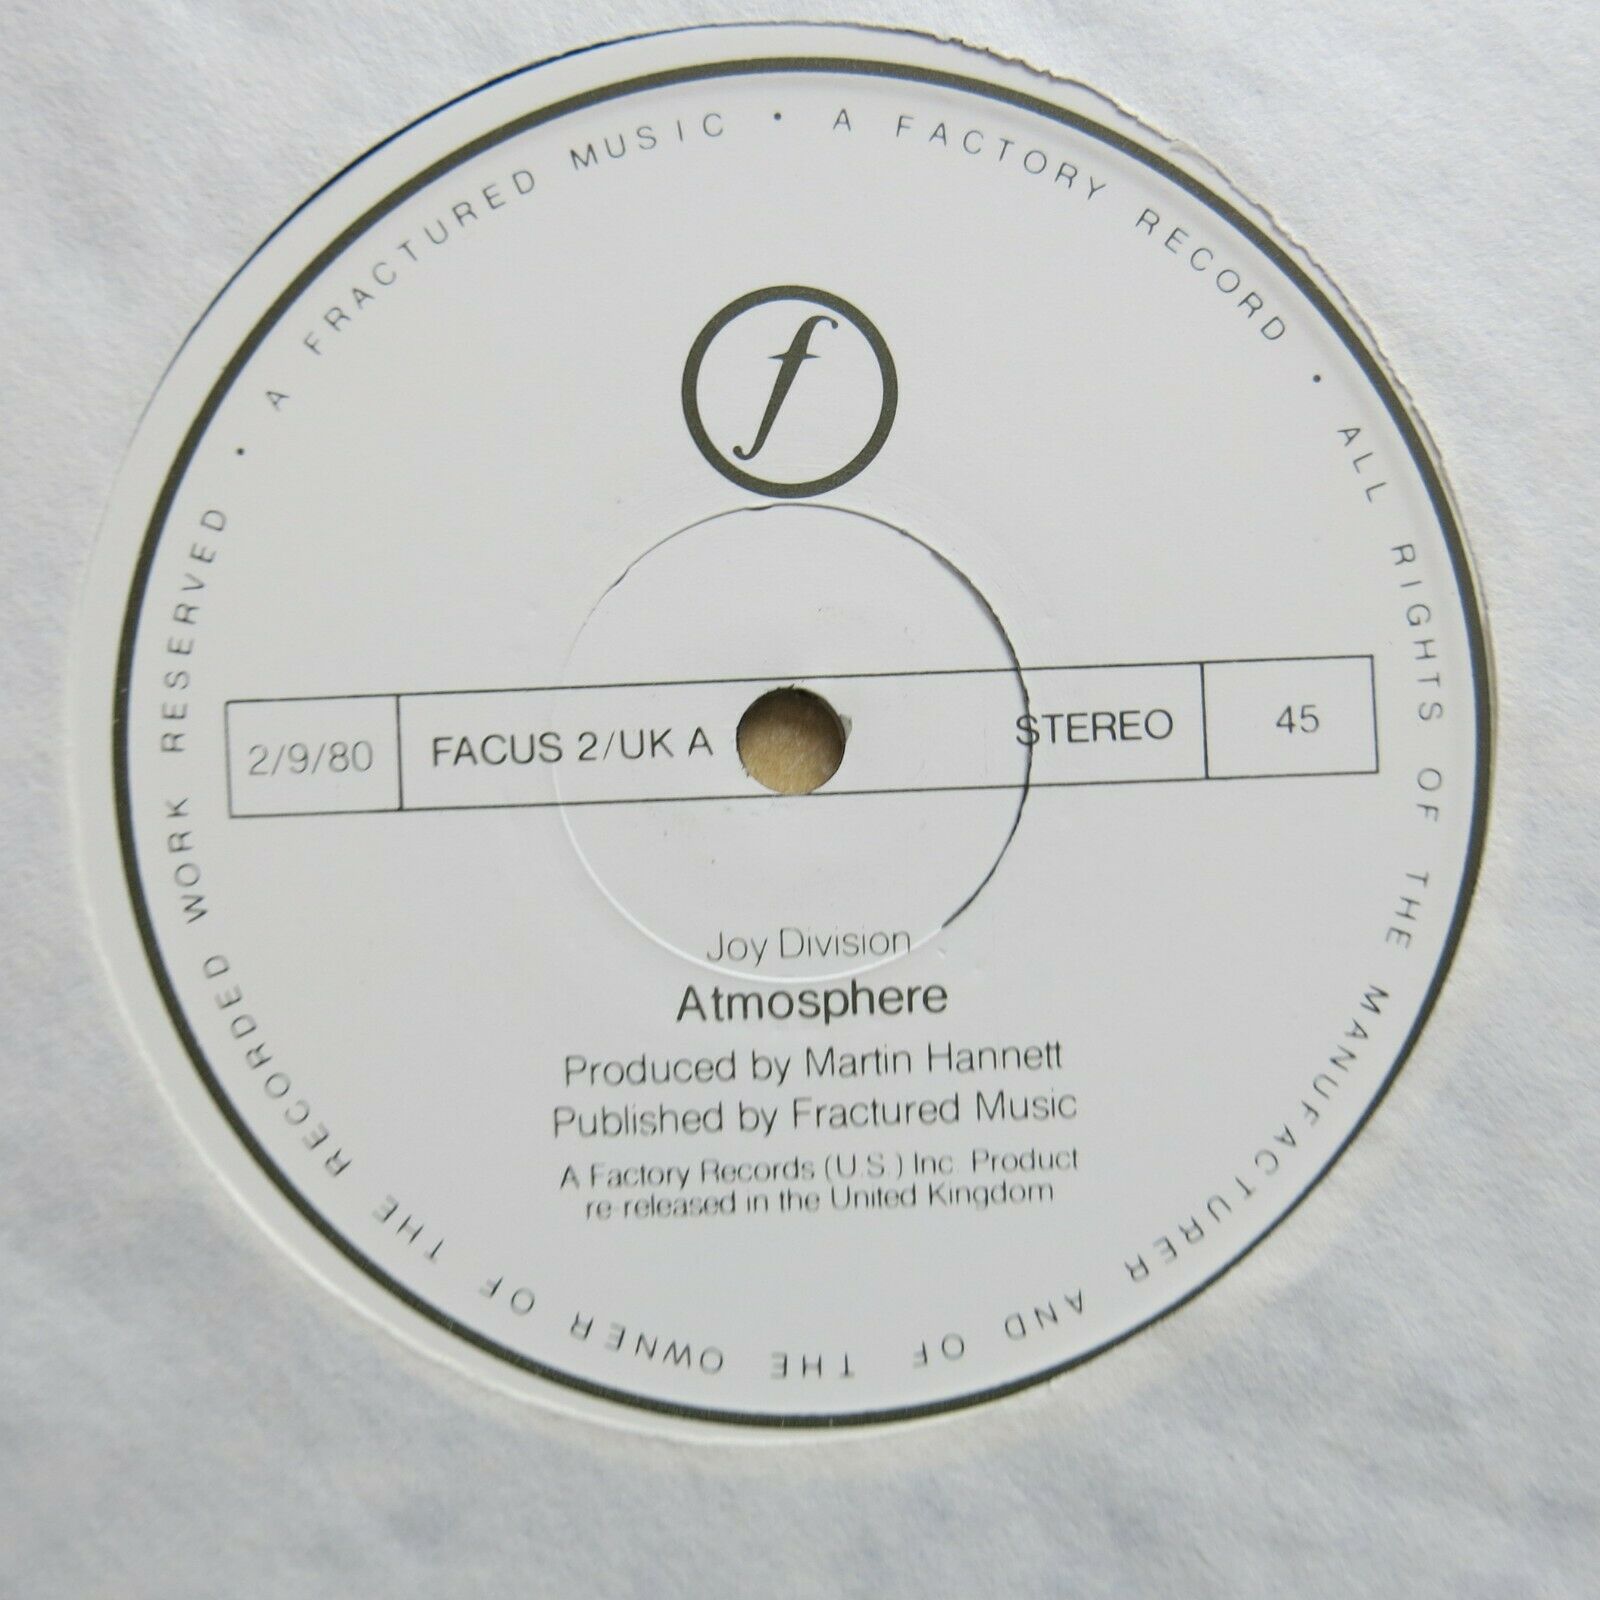 A FRACTURED MUSIC • A FACTORY RECORD • ALL RIGHTS OF THE MANUFACTURER AND OF THE OWNER OF THE RECORDED WORK RESERVED •
f
2/9/80 FACUS 2/UK A STEREO 45
Joy Division
Atmosphere
Produced by Martin Hannett
Published by Fractured Music
A Factory Records (U.S.) Inc. Product
re-released in the United Kingdom